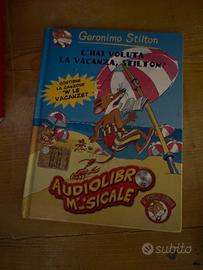 Geronimo Stilton
L'HAI VOLUTA
LA VACANZA, STILTON?
CONTIENE
LA CANZONE
"W LE
VACANZE!"
AUDIOLIBRO
MUSICALE
subito